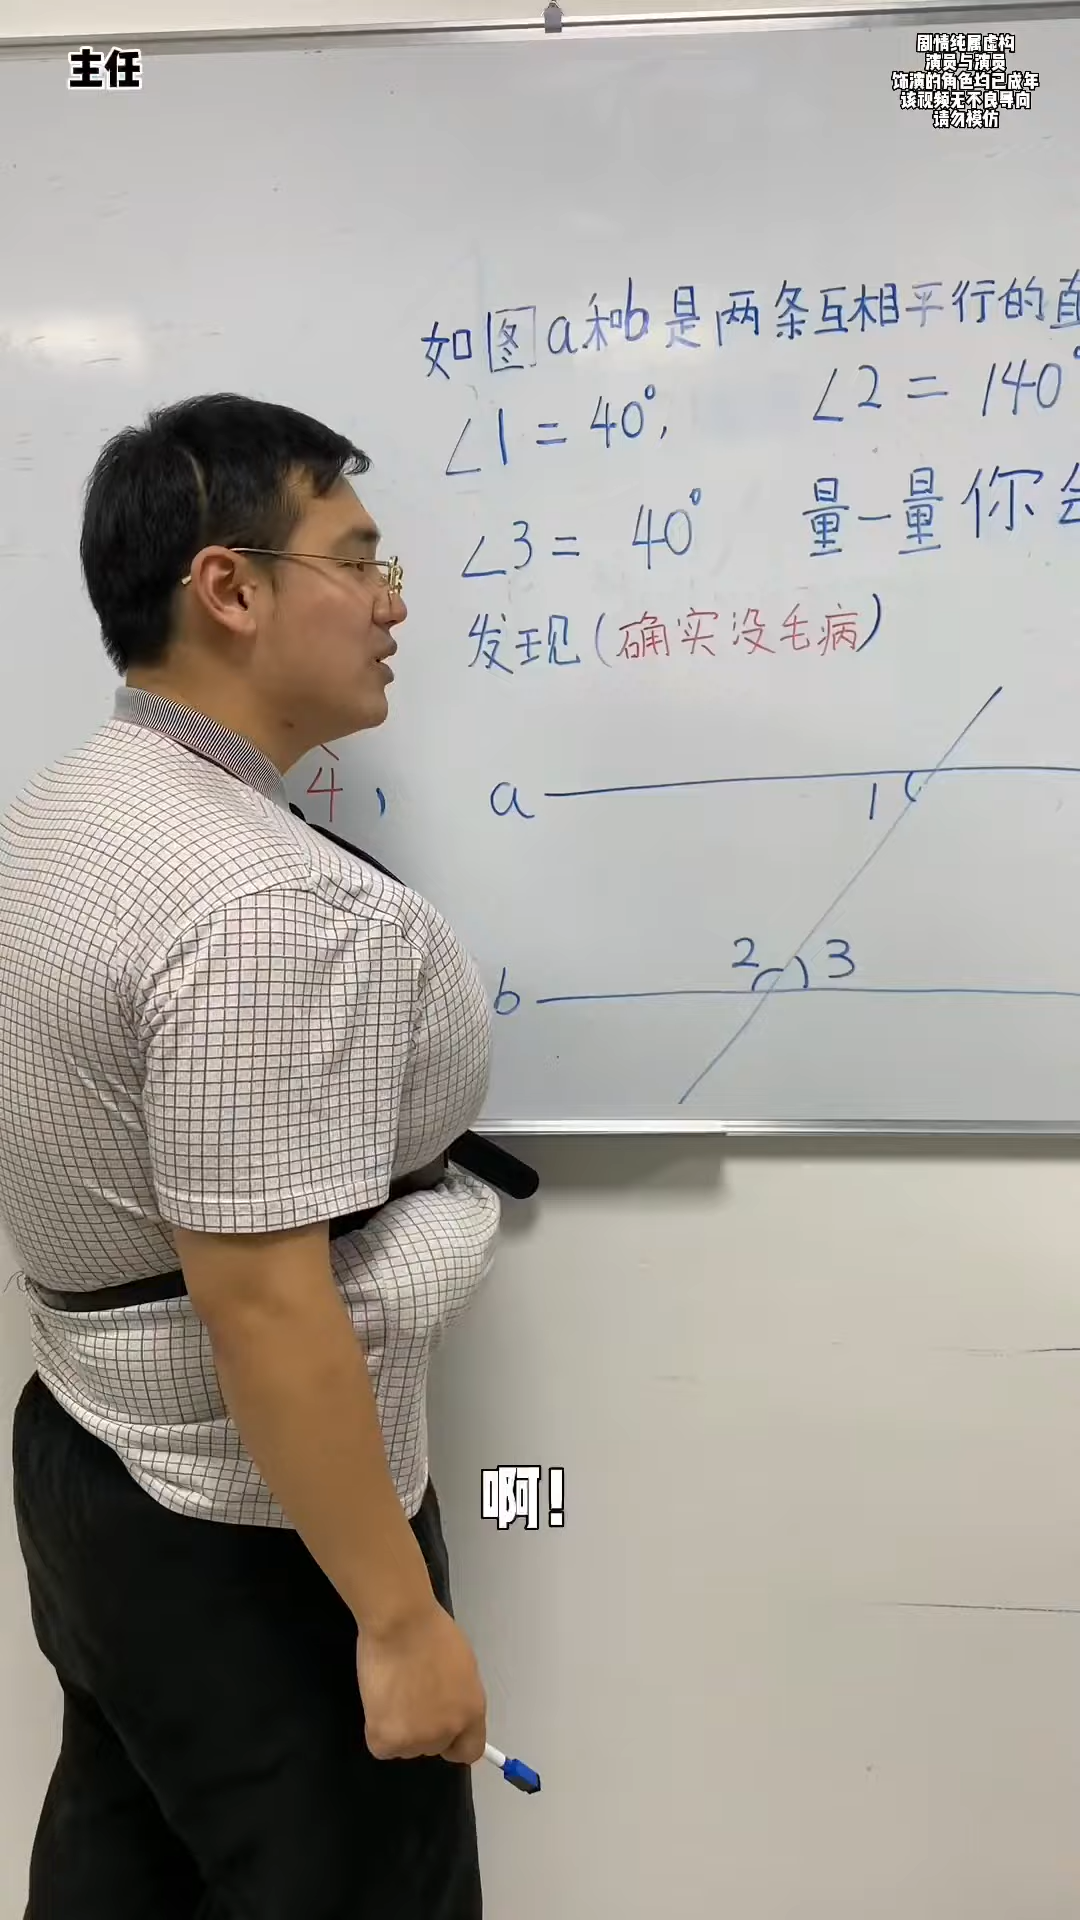 主任
剧情纯属虚构
演员与演员
饰演的角色均已成年
该视频无不良导向
请勿模仿
如图a和b是两条互相平行的直
∠1=40°,
∠2=140°
∠3=40°
量一量你会
发现(确实没毛病)
4,
a
1
2
3
b
啊!